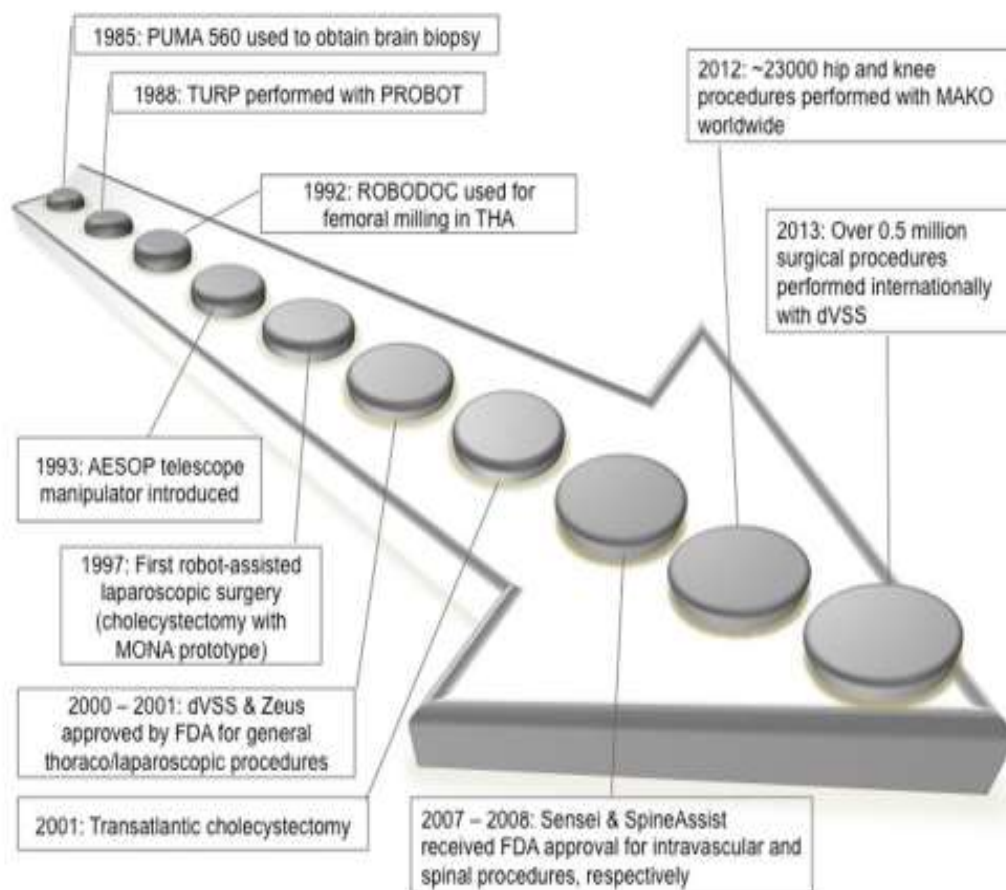 1985: PUMA 560 used to obtain brain biopsy
1988: TURP performed with PROBOT
1992: ROBODOC used for
femoral milling in THA
1993: AESOP telescope
manipulator introduced
1997: First robot-assisted
laparoscopic surgery
(cholecystectomy with
MONA prototype)
2000 – 2001: dVSS & Zeus
approved by FDA for general
thoraco/laparoscopic procedures
2001: Transatlantic cholecystectomy
2007 – 2008: Sensei & SpineAssist
received FDA approval for intravascular and
spinal procedures, respectively
2012: ~23000 hip and knee
procedures performed with MAKO
worldwide
2013: Over 0.5 million
surgical procedures
performed internationally
with dVSS